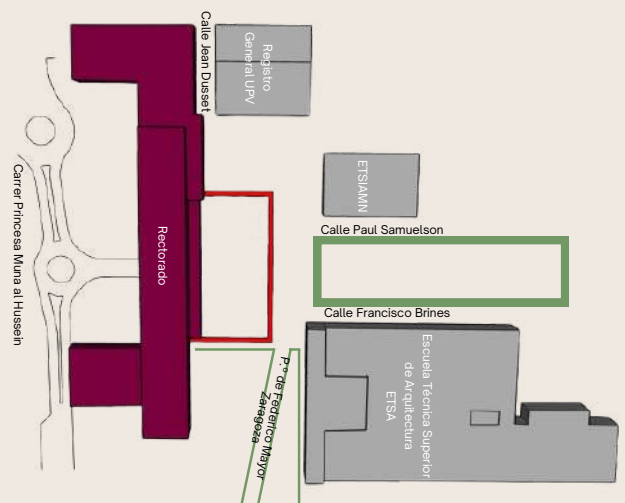 Calle Jean Dusset
Registro
General UPV
ETSIAMN
Calle Paul Samuelson
Carrer Princesa Muna al Hussein
Rectorado
Calle Francisco Brines
P.º de Federico Mayor
Zaragoza
Escuela Técnica Superior
de Arquitectura
ETSA